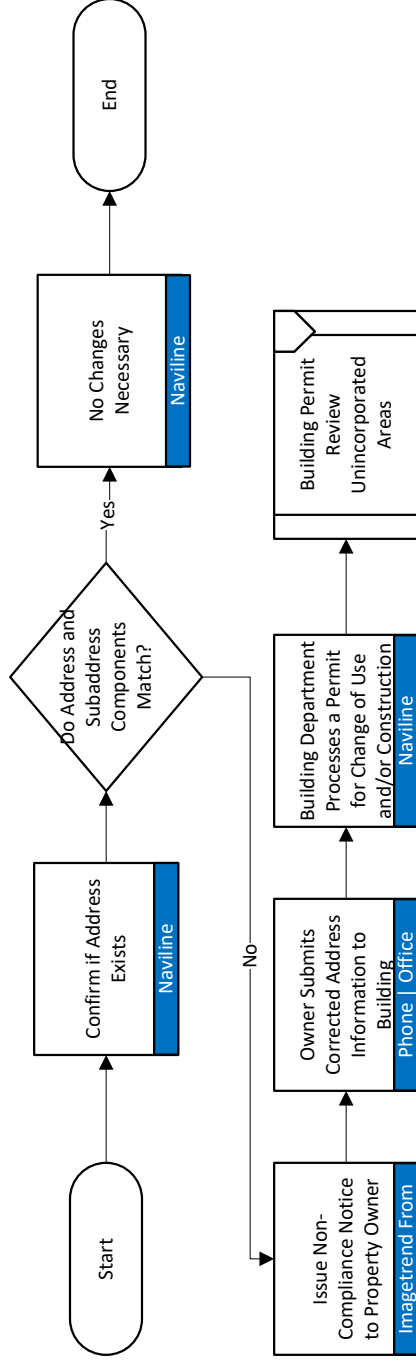 Start
Confirm if Address
Exists
Naviline
Do Address and
Subaddress
Components
Match?
Yes
No Changes
Necessary
Naviline
End
No
Issue Non-
Compliance Notice
to Property Owner
Imagetrend From
Owner Submits
Corrected Address
Information to
Building
Phone | Office
Building Department
Processes a Permit
for Change of Use
and/or Construction
Naviline
Building Permit
Review
Unincorporated
Areas